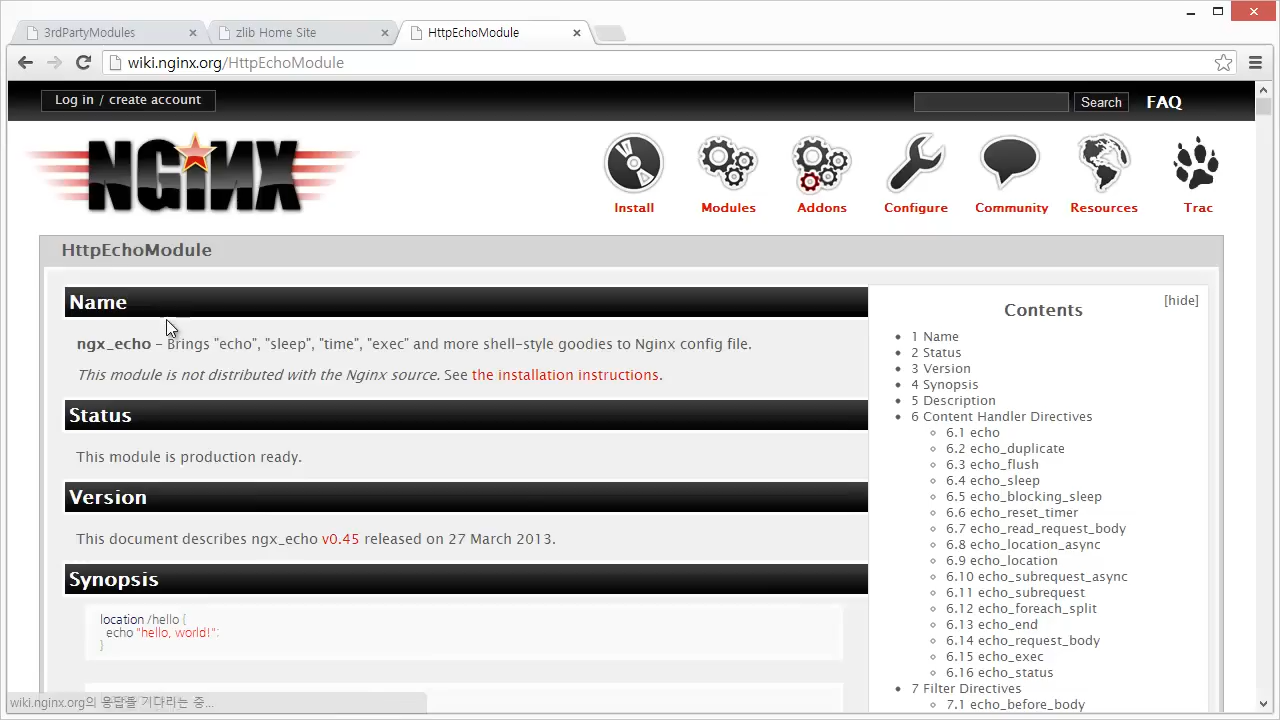 3rdPartyModules
zlib Home Site
HttpEchoModule
wiki.nginx.org/HttpEchoModule
Log in / create account
Search
FAQ
NGINX
Install
Modules
Addons
Configure
Community
Resources
Trac
HttpEchoModule
Name
ngx_echo - Brings "echo", "sleep", "time", "exec" and more shell-style goodies to Nginx config file.
This module is not distributed with the Nginx source. See the installation instructions.
Status
This module is production ready.
Version
This document describes ngx_echo v0.45 released on 27 March 2013.
Synopsis
location /hello {
echo "hello, world!";
}
Contents
[hide]
1 Name
2 Status
3 Version
4 Synopsis
5 Description
6 Content Handler Directives
6.1 echo
6.2 echo_duplicate
6.3 echo_flush
6.4 echo_sleep
6.5 echo_blocking_sleep
6.6 echo_reset_timer
6.7 echo_read_request_body
6.8 echo_location_async
6.9 echo_location
6.10 echo_subrequest_async
6.11 echo_subrequest
6.12 echo_foreach_split
6.13 echo_end
6.14 echo_request_body
6.15 echo_exec
6.16 echo_status
7 Filter Directives
7.1 echo_before_body
wiki.nginx.org의 응답을 기다리는 중...